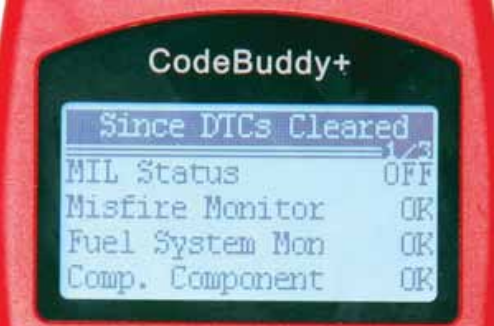 CodeBuddy+
Since DTCs Cleared
1/3
MIL Status OFF
Misfire Monitor OK
Fuel System Mon OK
Comp. Component OK